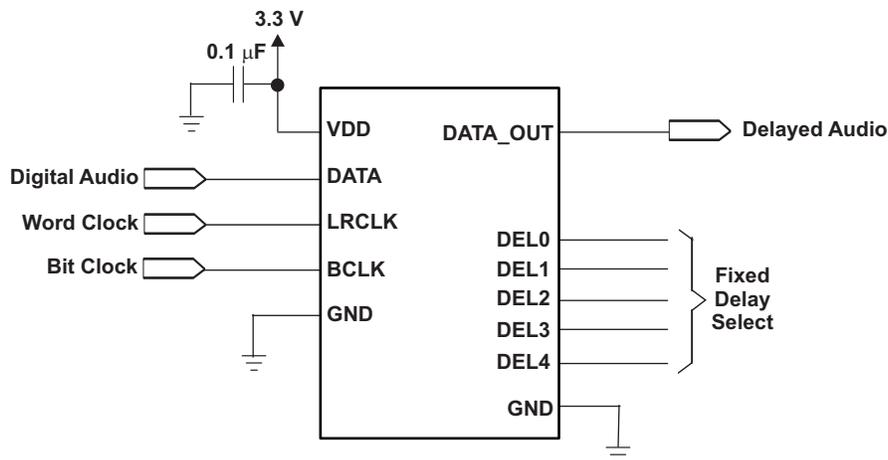 3.3 V
0.1 μF
VDD
DATA_OUT
Delayed Audio
Digital Audio
DATA
Word Clock
LRCLK
Bit Clock
BCLK
GND
DEL0
DEL1
DEL2
DEL3
DEL4
Fixed
Delay
Select
GND